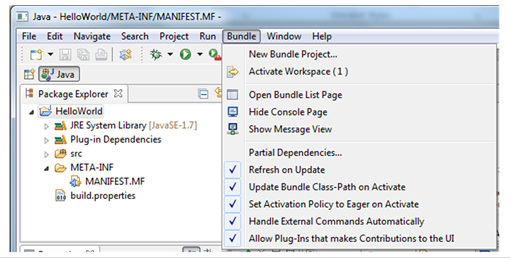 Java - HelloWorld/META-INF/MANIFEST.MF -
File Edit Navigate Search Project Run Bundle Window Help
Java
Package Explorer
HelloWorld
JRE System Library [JavaSE-1.7]
Plug-in Dependencies
src
META-INF
MANIFEST.MF
build.properties
New Bundle Project...
Activate Workspace ( 1 )
Open Bundle List Page
Hide Console Page
Show Message View
Partial Dependencies...
Refresh on Update
Update Bundle Class-Path on Activate
Set Activation Policy to Eager on Activate
Handle External Commands Automatically
Allow Plug-Ins that makes Contributions to the UI